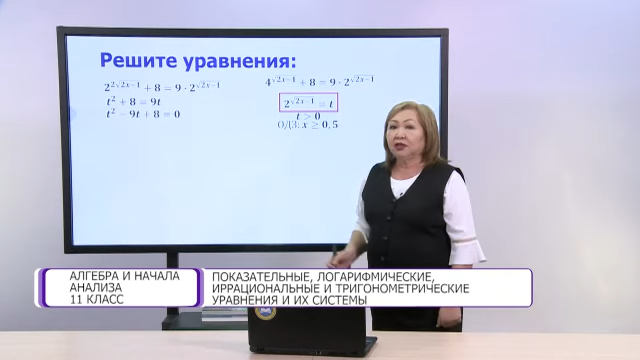 Решите уравнения:
2^{2√(2x−1)} + 8 = 9 · 2^{√(2x−1)}
t² + 8 = 9t
t² − 9t + 8 = 0
4^{√(2x−1)} + 8 = 9 · 2^{√(2x−1)}
2^{√(2x−1)} = t
t > 0
ОДЗ: x ≥ 0,5
АЛГЕБРА И НАЧАЛА
АНАЛИЗА
11 КЛАСС
ПОКАЗАТЕЛЬНЫЕ, ЛОГАРИФМИЧЕСКИЕ,
ИРРАЦИОНАЛЬНЫЕ И ТРИГОНОМЕТРИЧЕСКИЕ
УРАВНЕНИЯ И ИХ СИСТЕМЫ